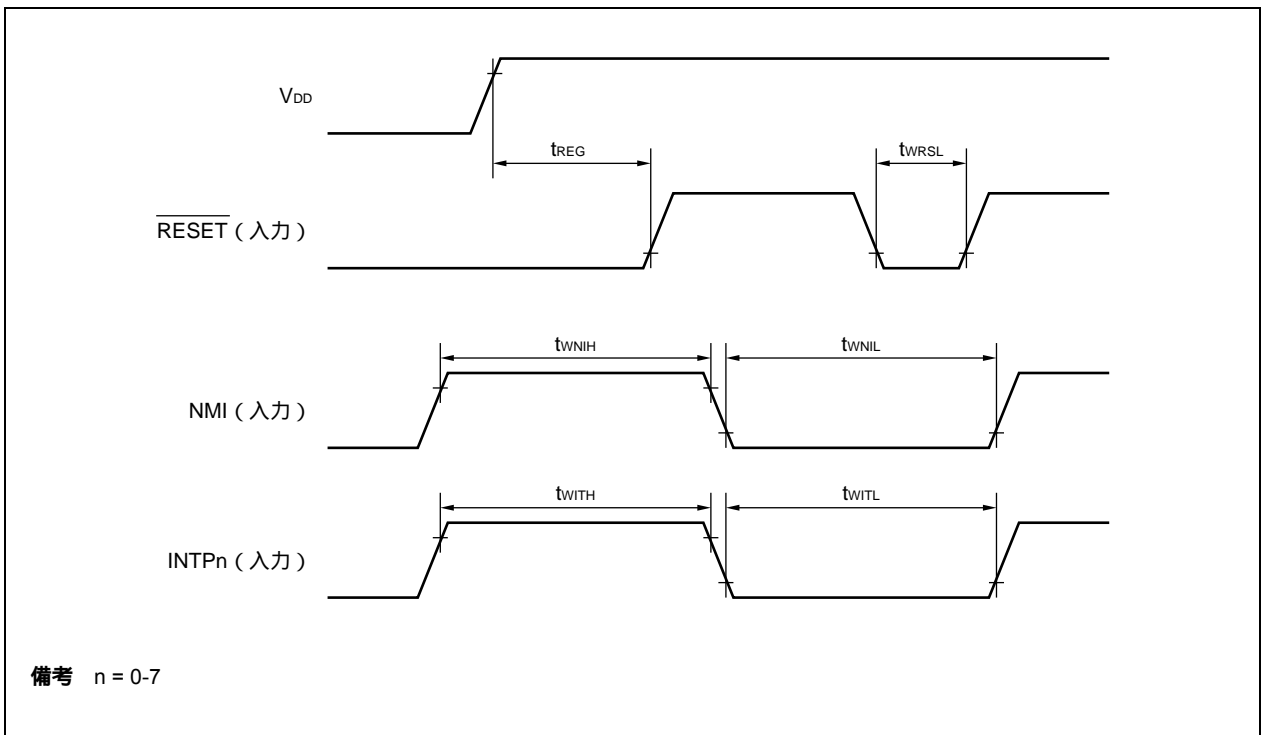 VDD
tREG
tWRSL
RESET（入力）
tWNIH
tWNIL
NMI（入力）
tWITH
tWITL
INTPn（入力）
備考 n = 0-7